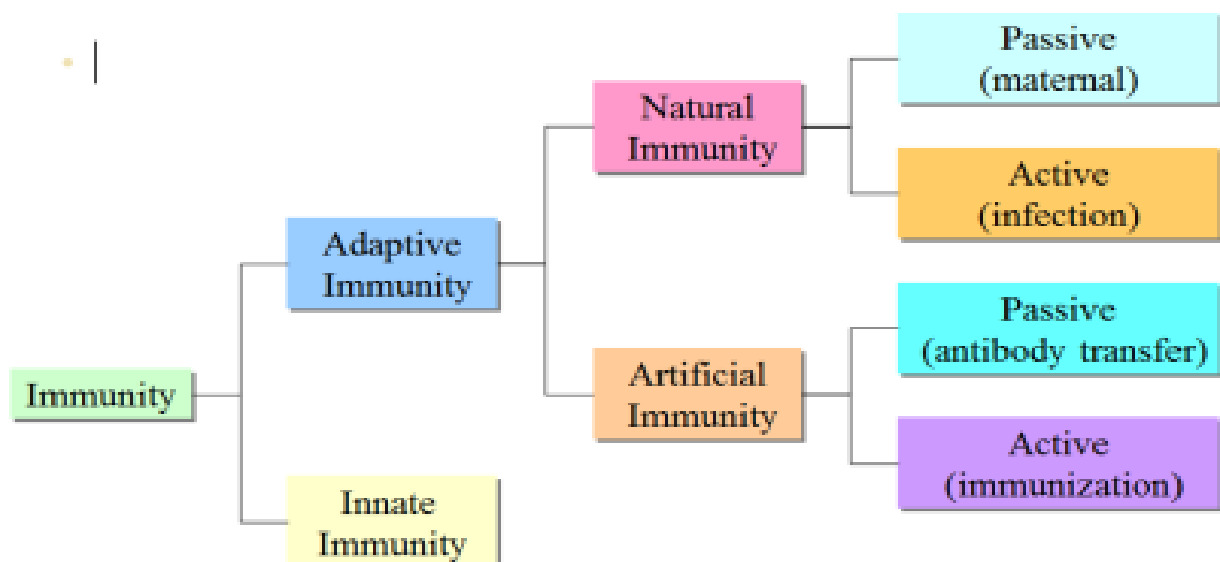 Immunity
Adaptive
Immunity
Innate
Immunity
Natural
Immunity
Artificial
Immunity
Passive
(maternal)
Active
(infection)
Passive
(antibody transfer)
Active
(immunization)